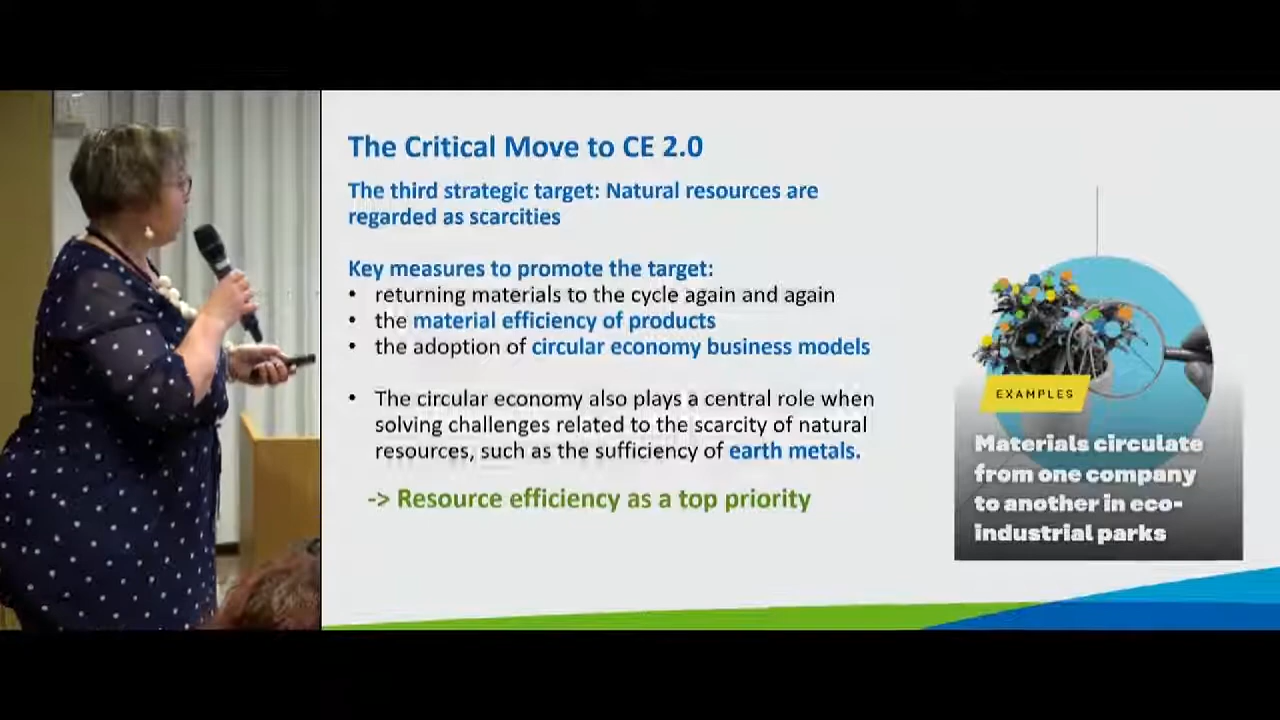 The Critical Move to CE 2.0
The third strategic target: Natural resources are
regarded as scarcities
Key measures to promote the target:
• returning materials to the cycle again and again
• the material efficiency of products
• the adoption of circular economy business models
• The circular economy also plays a central role when
solving challenges related to the scarcity of natural
resources, such as the sufficiency of earth metals.
-> Resource efficiency as a top priority
EXAMPLES
Materials circulate
from one company
to another in eco-
industrial parks